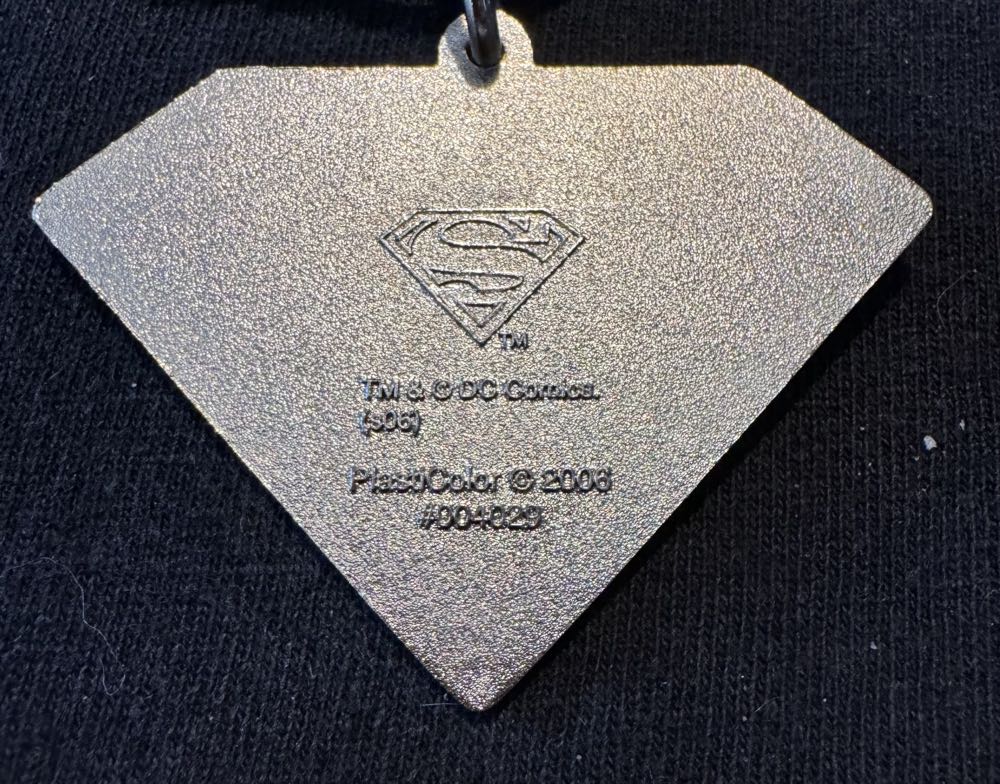 S
TM
TM & © DC Comics.
(s06)
PlastiColor © 2006
#004029